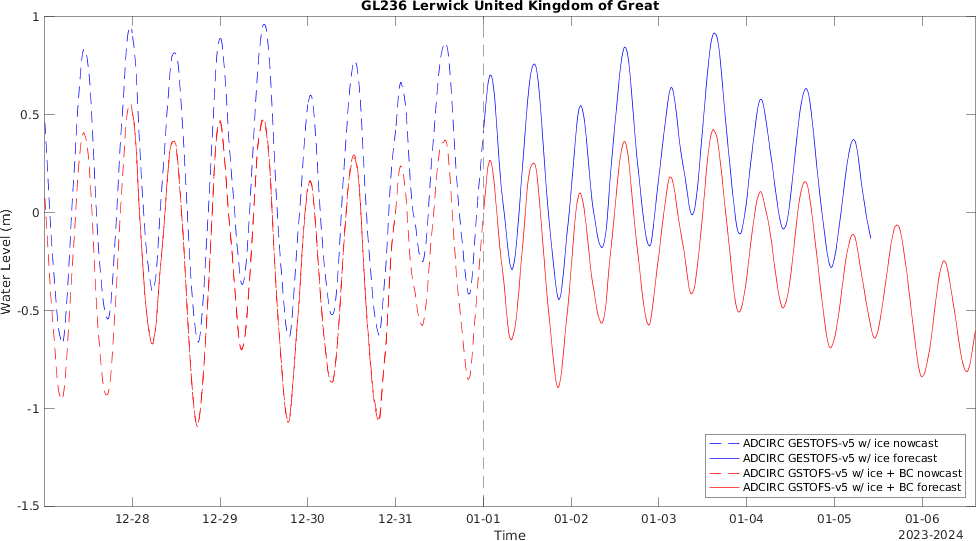 GL236 Lerwick United Kingdom of Great
1
0.5
0
-0.5
-1
-1.5
Water Level (m)
12-28 12-29 12-30 12-31 01-01 01-02 01-03 01-04 01-05 01-06
Time
2023-2024
ADCIRC GESTOFS-v5 w/ ice nowcast
ADCIRC GESTOFS-v5 w/ ice forecast
ADCIRC GSTOFS-v5 w/ ice + BC nowcast
ADCIRC GSTOFS-v5 w/ ice + BC forecast